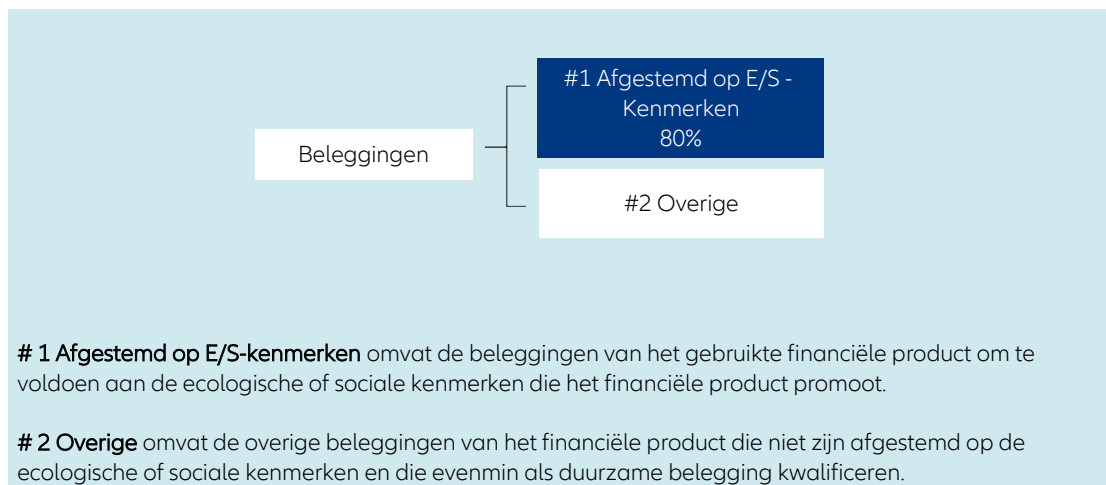 #1 Afgestemd op E/S -
Kenmerken
80%
Beleggingen
#2 Overige
# 1 Afgestemd op E/S-kenmerken omvat de beleggingen van het gebruikte financiële product om te
voldoen aan de ecologische of sociale kenmerken die het financiële product promoot.
# 2 Overige omvat de overige beleggingen van het financiële product die niet zijn afgestemd op de
ecologische of sociale kenmerken en die evenmin als duurzame belegging kwalificeren.